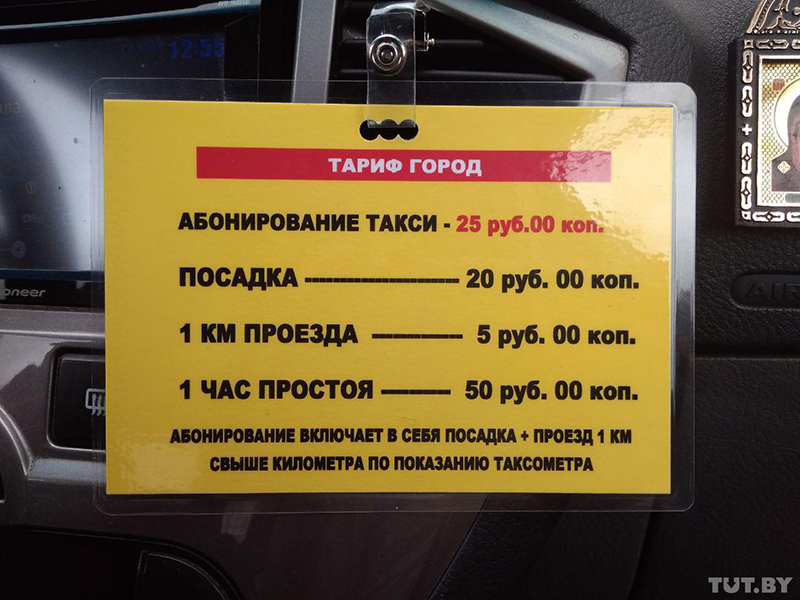 12:55
ТАРИФ ГОРОД
АБОНИРОВАНИЕ ТАКСИ - 25 руб.00 коп.
ПОСАДКА ---------------------- 20 руб. 00 коп.
1 КМ ПРОЕЗДА ------------- 5 руб. 00 коп.
1 ЧАС ПРОСТОЯ ---------- 50 руб. 00 коп.
АБОНИРОВАНИЕ ВКЛЮЧАЕТ В СЕБЯ ПОСАДКА + ПРОЕЗД 1 КМ
СВЫШЕ КИЛОМЕТРА ПО ПОКАЗАНИЮ ТАКСОМЕТРА
TUT.BY